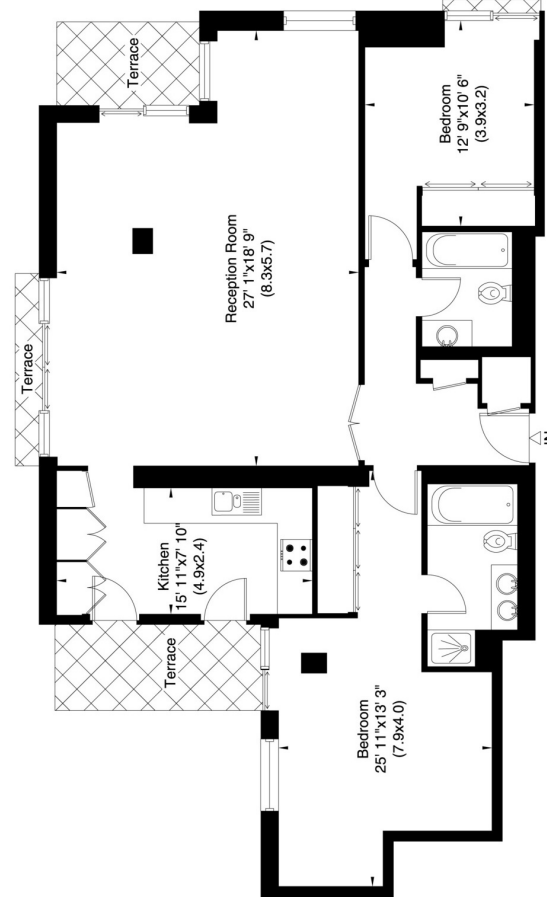 Terrace
Terrace
Reception Room
27' 1"x18' 9"
(8.3x5.7)
Bedroom
12' 9"x10' 6"
(3.9x3.2)
Kitchen
15' 11"x7' 10"
(4.9x2.4)
Terrace
Bedroom
25' 11"x13' 3"
(7.9x4.0)
IN